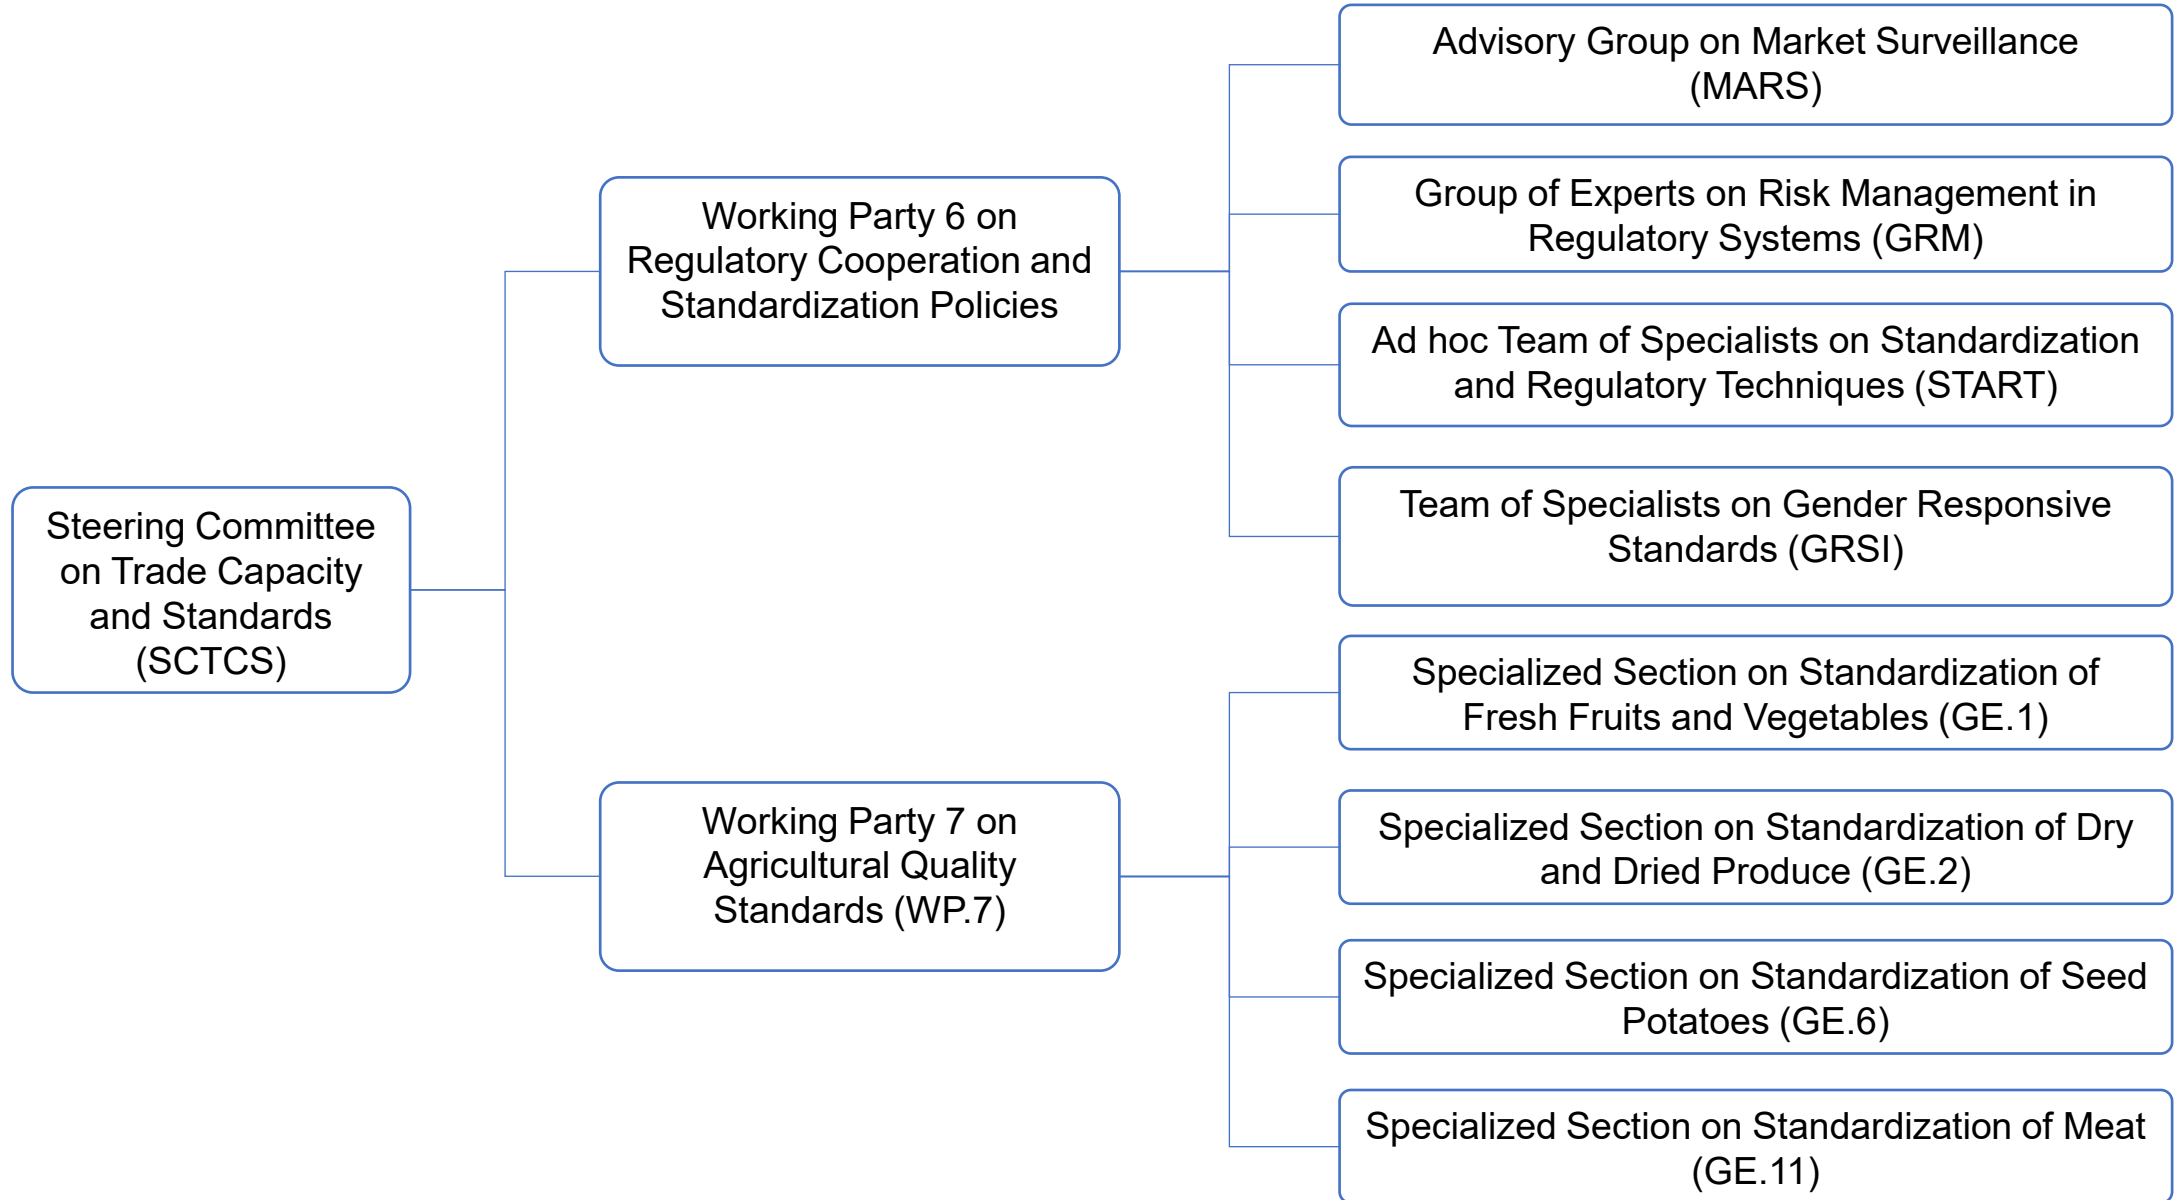 Advisory Group on Market Surveillance
(MARS)
Group of Experts on Risk Management in
Regulatory Systems (GRM)
Working Party 6 on
Regulatory Cooperation and
Standardization Policies
Ad hoc Team of Specialists on Standardization
and Regulatory Techniques (START)
Team of Specialists on Gender Responsive
Standards (GRSI)
Steering Committee
on Trade Capacity
and Standards
(SCTCS)
Specialized Section on Standardization of
Fresh Fruits and Vegetables (GE.1)
Working Party 7 on
Agricultural Quality
Standards (WP.7)
Specialized Section on Standardization of Dry
and Dried Produce (GE.2)
Specialized Section on Standardization of Seed
Potatoes (GE.6)
Specialized Section on Standardization of Meat
(GE.11)